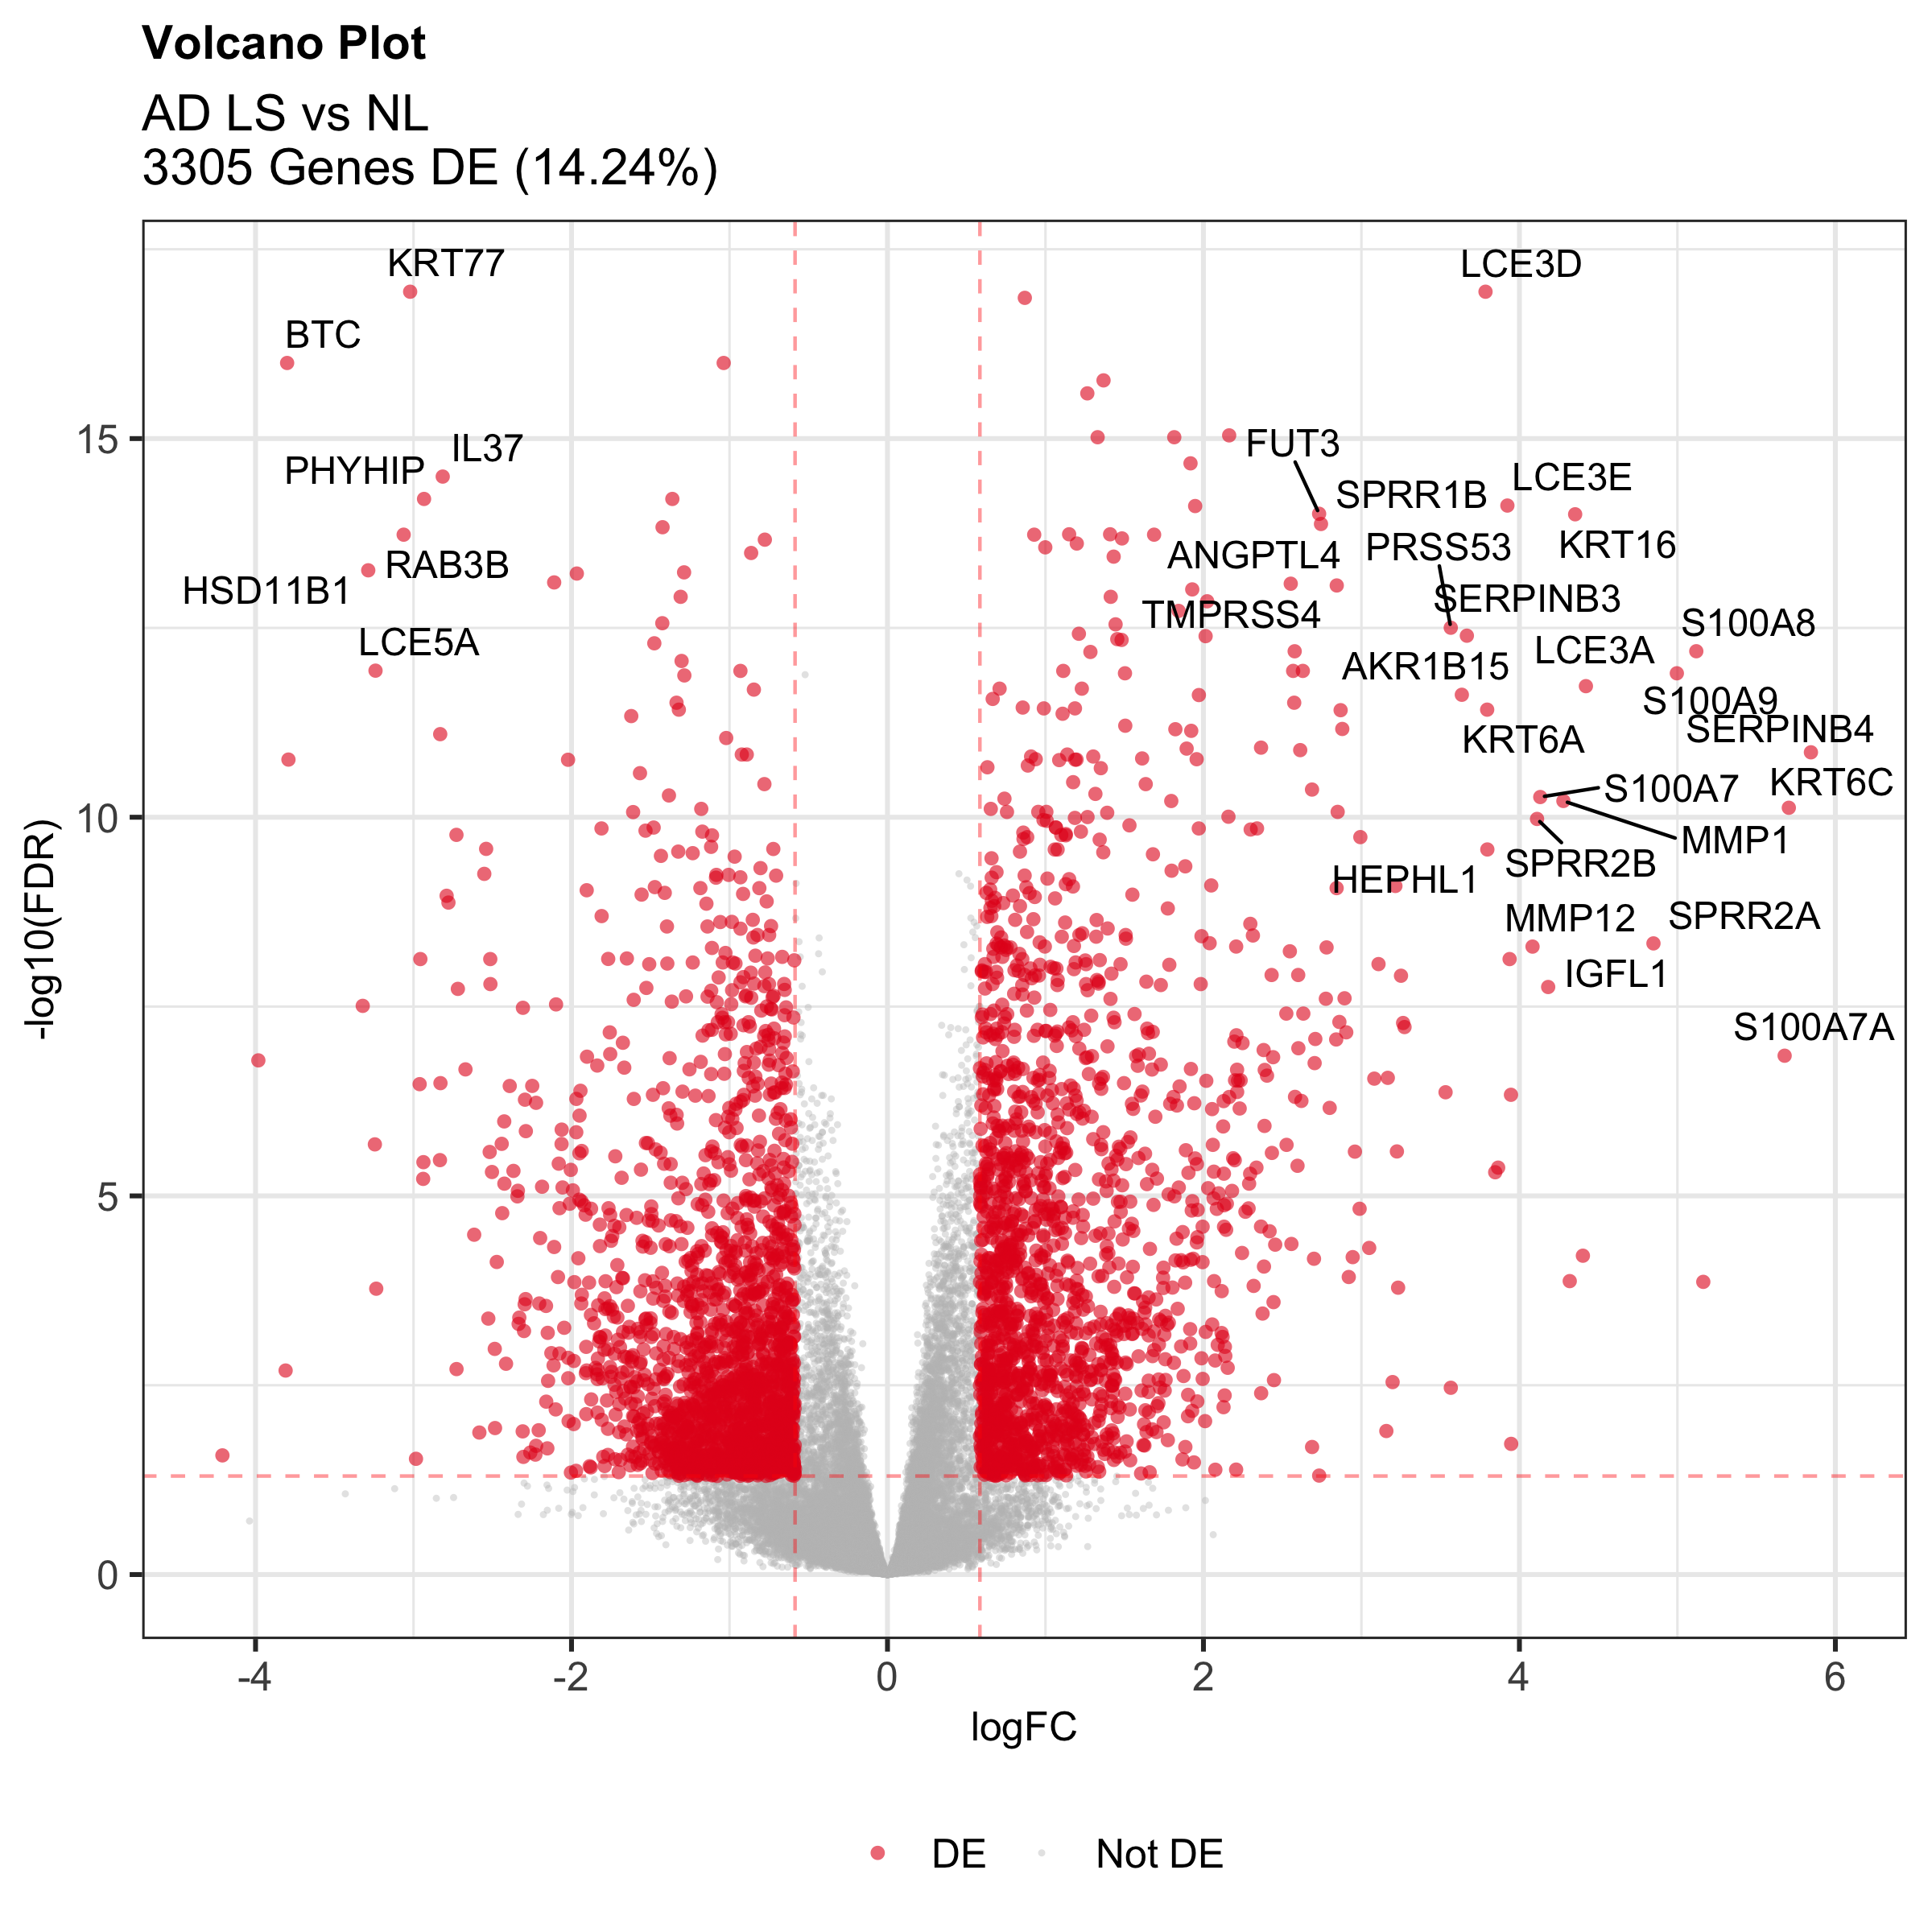 Volcano Plot
AD LS vs NL
3305 Genes DE (14.24%)
KRT77
LCE3D
BTC
IL37
FUT3
PHYHIP
LCE3E
SPRR1B
KRT16
PRSS53
ANGPTL4
RAB3B
HSD11B1
SERPINB3
TMPRSS4
S100A8
LCE5A
LCE3A
AKR1B15
S100A9
SERPINB4
KRT6A
KRT6C
S100A7
MMP1
SPRR2B
HEPHL1
MMP12
SPRR2A
IGFL1
S100A7A
15
10
5
0
-log10(FDR)
-4 -2 0 2 4 6
logFC
DE Not DE